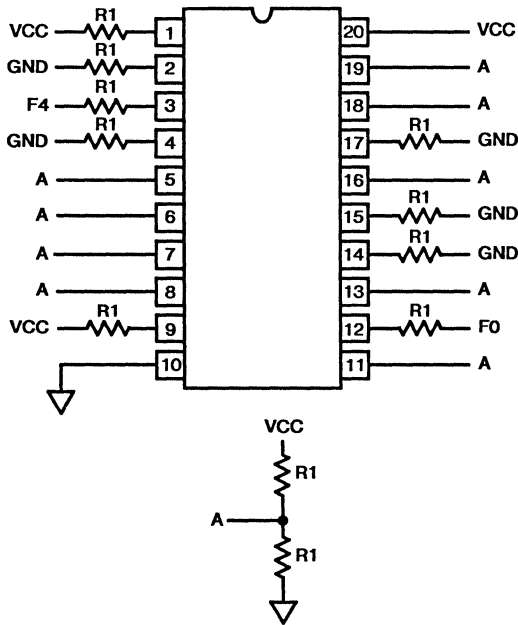 R1
VCC 1 20 VCC
R1
GND 2 19 A
R1
F4 3 18 A
R1 R1
GND 4 17 GND
A 5 16 A
R1
A 6 15 GND
R1
A 7 14 GND
A 8 13 A
R1 R1
VCC 9 12 F0
10 11 A
VCC
R1
A
R1